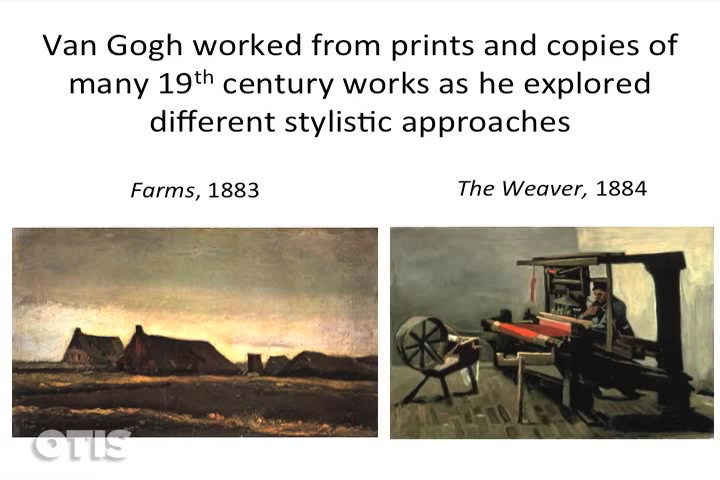 Van Gogh worked from prints and copies of
many 19th century works as he explored
different stylistic approaches
Farms, 1883
The Weaver, 1884
OTIS